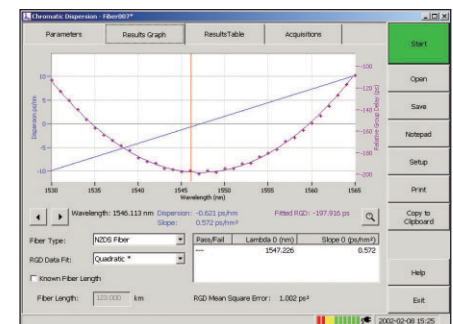 Chromatic Dispersion - Fiber007*
Parameters Results Graph ResultsTable Acquisitions
Start
Open
Save
Notepad
Setup
Print
Copy to Clipboard
Help
Exit
Dispersion ps/nm
10
5
0
-5
-10
-100
-120
-140
-160
-180
-200
Relative Group Delay (ps)
1530 1535 1540 1545 1550 1555 1560 1565
Wavelength (nm)
Wavelength: 1546.113 nm Dispersion: -0.621 ps/nm Fitted RGD: -197.916 ps
Slope: 0.572 ps/nm²
Fiber Type: NZDS Fiber
RGD Data Fit: Quadratic *
Known Fiber Length
Fiber Length: 123.000 km
Pass/Fail Lambda 0 (nm) Slope 0 (ps/nm²)
--- 1547.226 0.572
RGD Mean Square Error: 1.002 ps²
2002-02-08 15:25